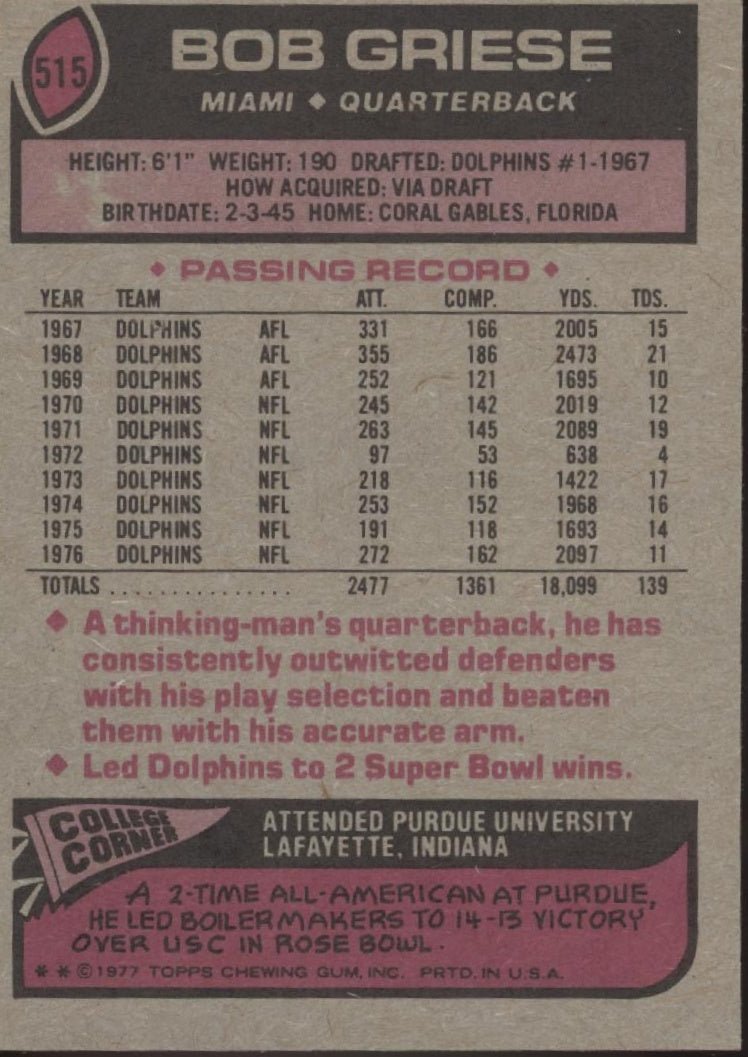 515
BOB GRIESE
MIAMI ◆ QUARTERBACK
HEIGHT: 6'1" WEIGHT: 190 DRAFTED: DOLPHINS #1-1967
HOW ACQUIRED: VIA DRAFT
BIRTHDATE: 2-3-45 HOME: CORAL GABLES, FLORIDA
◆ PASSING RECORD ◆
YEAR TEAM ATT. COMP. YDS. TDS.
1967 DOLPHINS AFL 331 166 2005 15
1968 DOLPHINS AFL 355 186 2473 21
1969 DOLPHINS AFL 252 121 1695 10
1970 DOLPHINS NFL 245 142 2019 12
1971 DOLPHINS NFL 263 145 2089 19
1972 DOLPHINS NFL 97 53 638 4
1973 DOLPHINS NFL 218 116 1422 17
1974 DOLPHINS NFL 253 152 1968 16
1975 DOLPHINS NFL 191 118 1693 14
1976 DOLPHINS NFL 272 162 2097 11
TOTALS . . . . . . . . . . . . . . . 2477 1361 18,099 139
◆ A thinking-man's quarterback, he has
consistently outwitted defenders
with his play selection and beaten
them with his accurate arm.
◆ Led Dolphins to 2 Super Bowl wins.
COLLEGE
CORNER
ATTENDED PURDUE UNIVERSITY
LAFAYETTE, INDIANA
A 2-TIME ALL-AMERICAN AT PURDUE,
HE LED BOILERMAKERS TO 14-13 VICTORY
OVER USC IN ROSE BOWL.
* * © 1977 TOPPS CHEWING GUM, INC. PRTD. IN U.S.A.